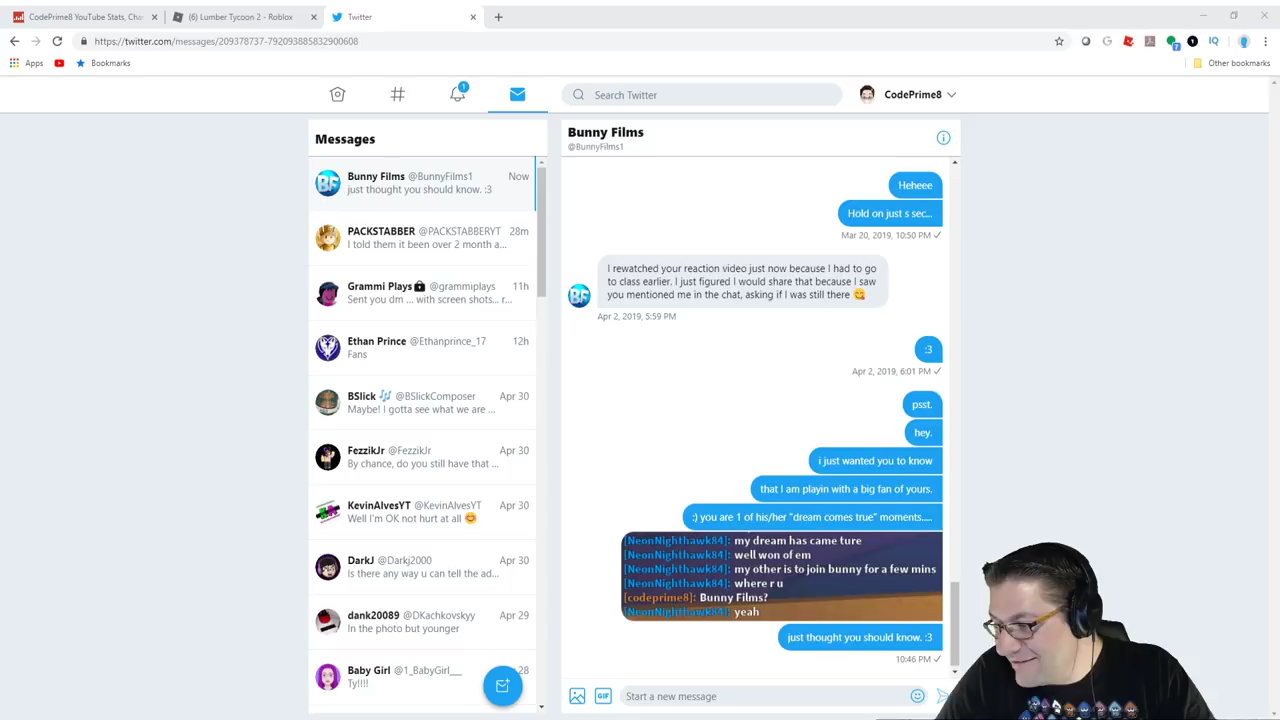 CodePrime8 YouTube Stats, Cha
(6) Lumber Tycoon 2 - Roblox
Twitter
https://twitter.com/messages/209378737-792093885832900608
Apps
Bookmarks
Other bookmarks
1
Search Twitter
CodePrime8
Messages
Bunny Films @BunnyFilms1 Now
just thought you should know. :3
PACKSTABBER @PACKSTABBERYT 28m
I told them it been over 2 month a...
Grammi Plays @grammiplays 11h
Sent you dm ... with screen shots... r...
Ethan Prince @Ethanprince_17 12h
Fans
BSlick 🎶 @BSlickComposer Apr 30
Maybe! I gotta see what we are ...
FezzikJr @FezzikJr Apr 30
By chance, do you still have that ...
KevinAlvesYT @KevinAlvesYT Apr 30
Well I'm OK not hurt at all 😊
DarkJ @Darkj2000 Apr 30
Is there any way u can tell the ad...
dank20089 @DKachkovskyy Apr 29
In the photo but younger
Baby Girl @1_BabyGirl___ 28
Ty!!!!
Bunny Films
@BunnyFilms1
Heheee
Hold on just s sec...
Mar 20, 2019, 10:50 PM ✓
BF
I rewatched your reaction video just now because I had to go
to class earlier. I just figured I would share that because I saw
you mentioned me in the chat, asking if I was still there 😋
Apr 2, 2019, 5:59 PM
:3
Apr 2, 2019, 6:01 PM ✓
psst.
hey.
i just wanted you to know
that I am playin with a big fan of yours.
:) you are 1 of his/her "dream comes true" moments.....
[NeonNighthawk84]: my dream has came ture
[NeonNighthawk84]: well won of em
[NeonNighthawk84]: my other is to join bunny for a few mins
[NeonNighthawk84]: where r u
[codeprime8]: Bunny Films?
[NeonNighthawk84]: yeah
just thought you should know. :3
10:46 PM ✓
GIF
Start a new message